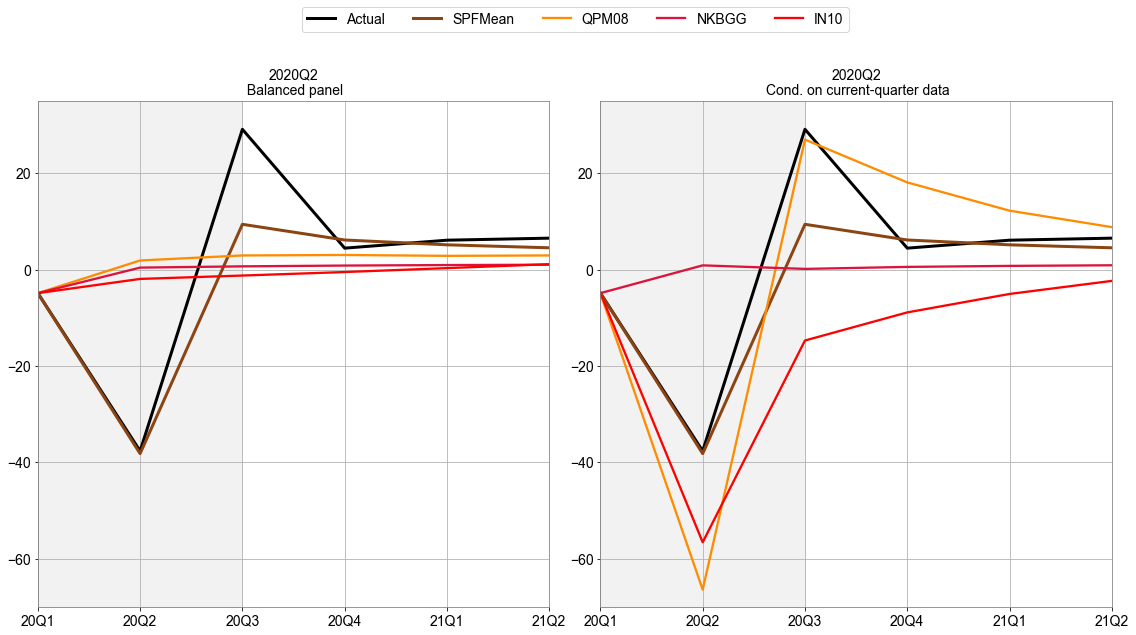 Actual SPFMean QPM08 NKBGG IN10
2020Q2
Balanced panel
20
0
−20
−40
−60
20Q1 20Q2 20Q3 20Q4 21Q1 21Q2
2020Q2
Cond. on current-quarter data
20
0
−20
−40
−60
20Q1 20Q2 20Q3 20Q4 21Q1 21Q2